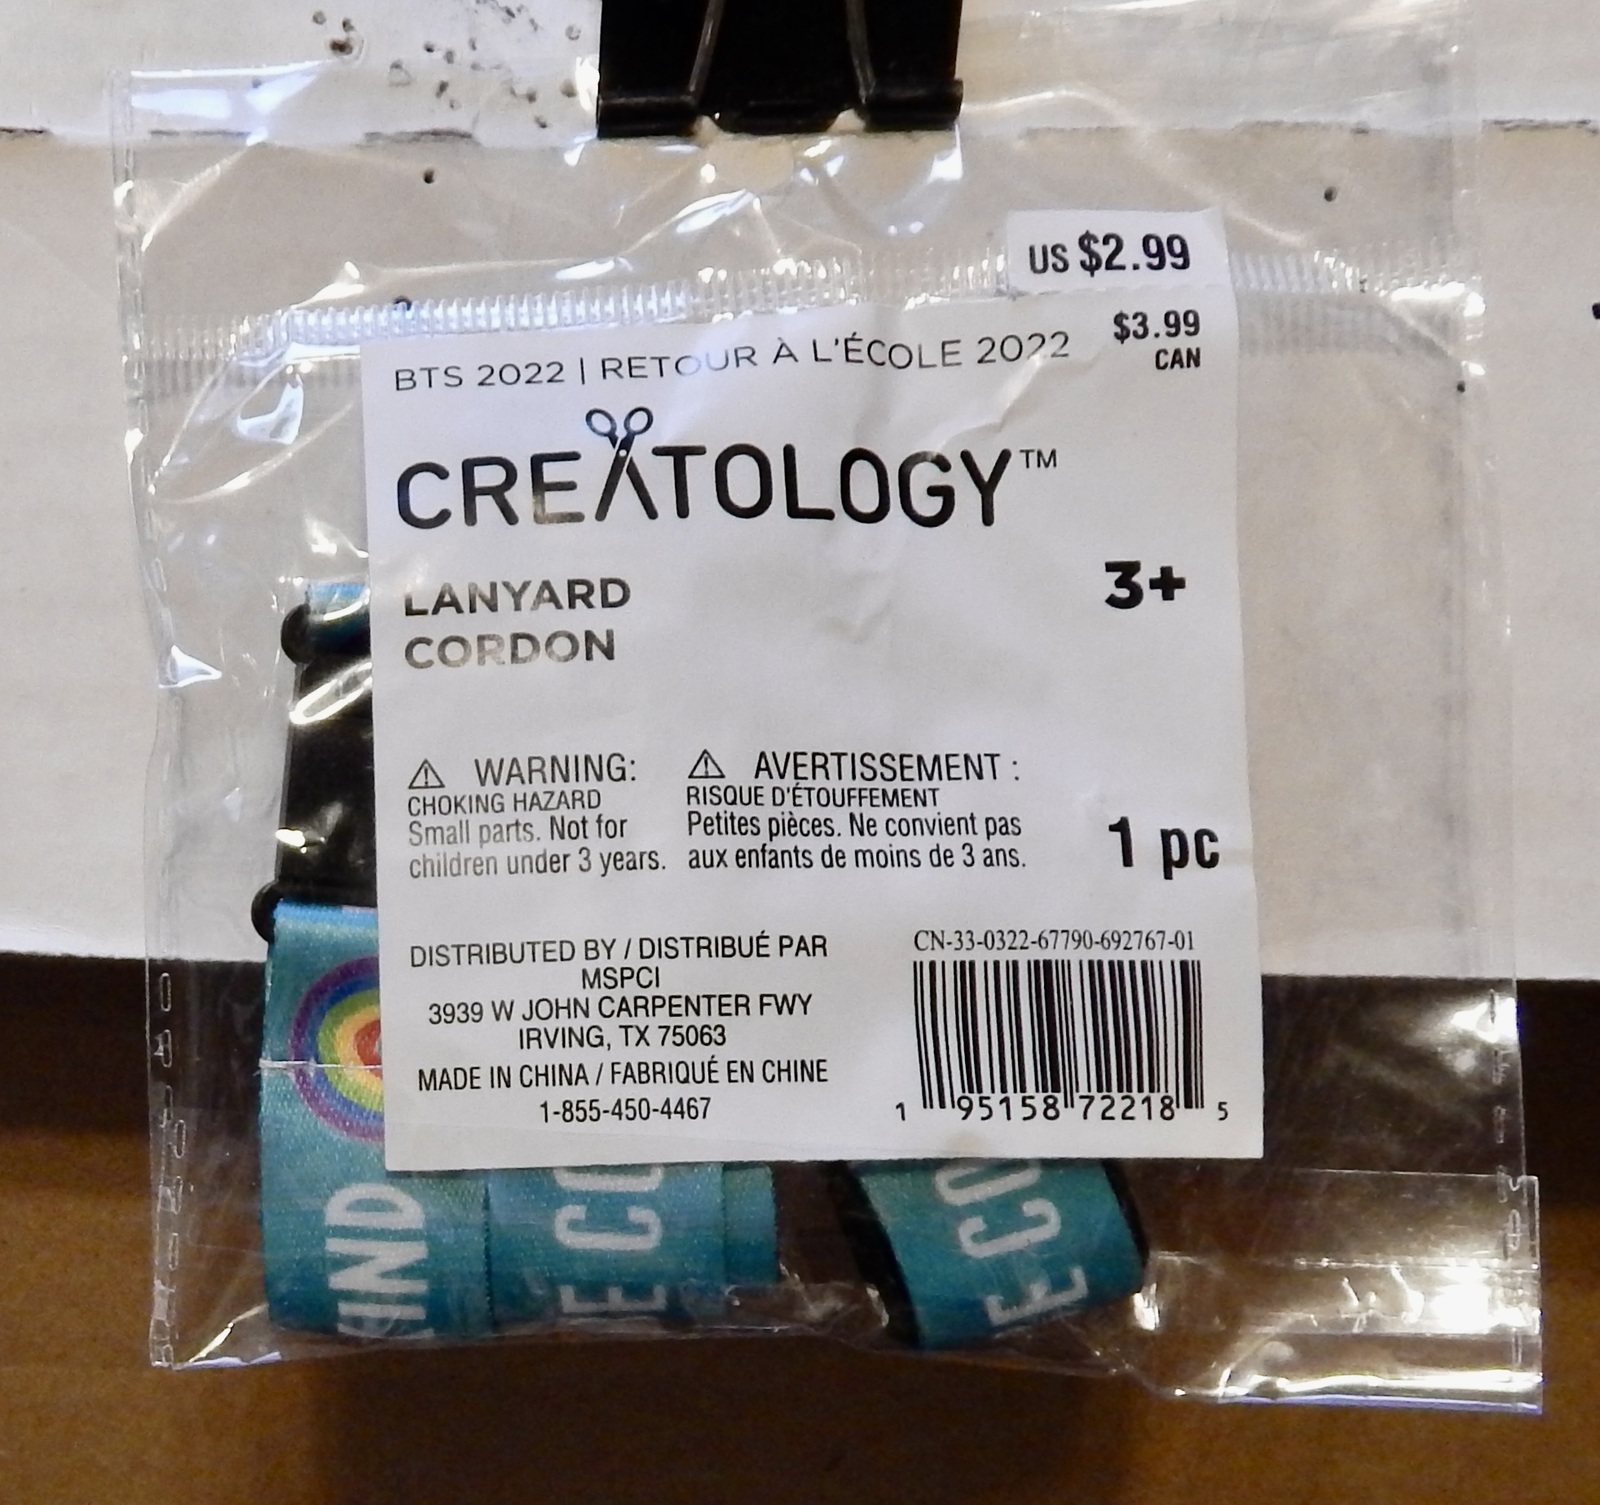 US $2.99
$3.99
CAN
BTS 2022 | RETOUR À L'ÉCOLE 2022
CREATOLOGY™
LANYARD
CORDON
3+
⚠ WARNING:
CHOKING HAZARD
Small parts. Not for
children under 3 years.
⚠ AVERTISSEMENT :
RISQUE D'ÉTOUFFEMENT
Petites pièces. Ne convient pas
aux enfants de moins de 3 ans.
1 pc
DISTRIBUTED BY / DISTRIBUÉ PAR
MSPCI
3939 W JOHN CARPENTER FWY
IRVING, TX 75063
MADE IN CHINA / FABRIQUÉ EN CHINE
1-855-450-4467
CN-33-0322-67790-692767-01
1 95158 72218 5